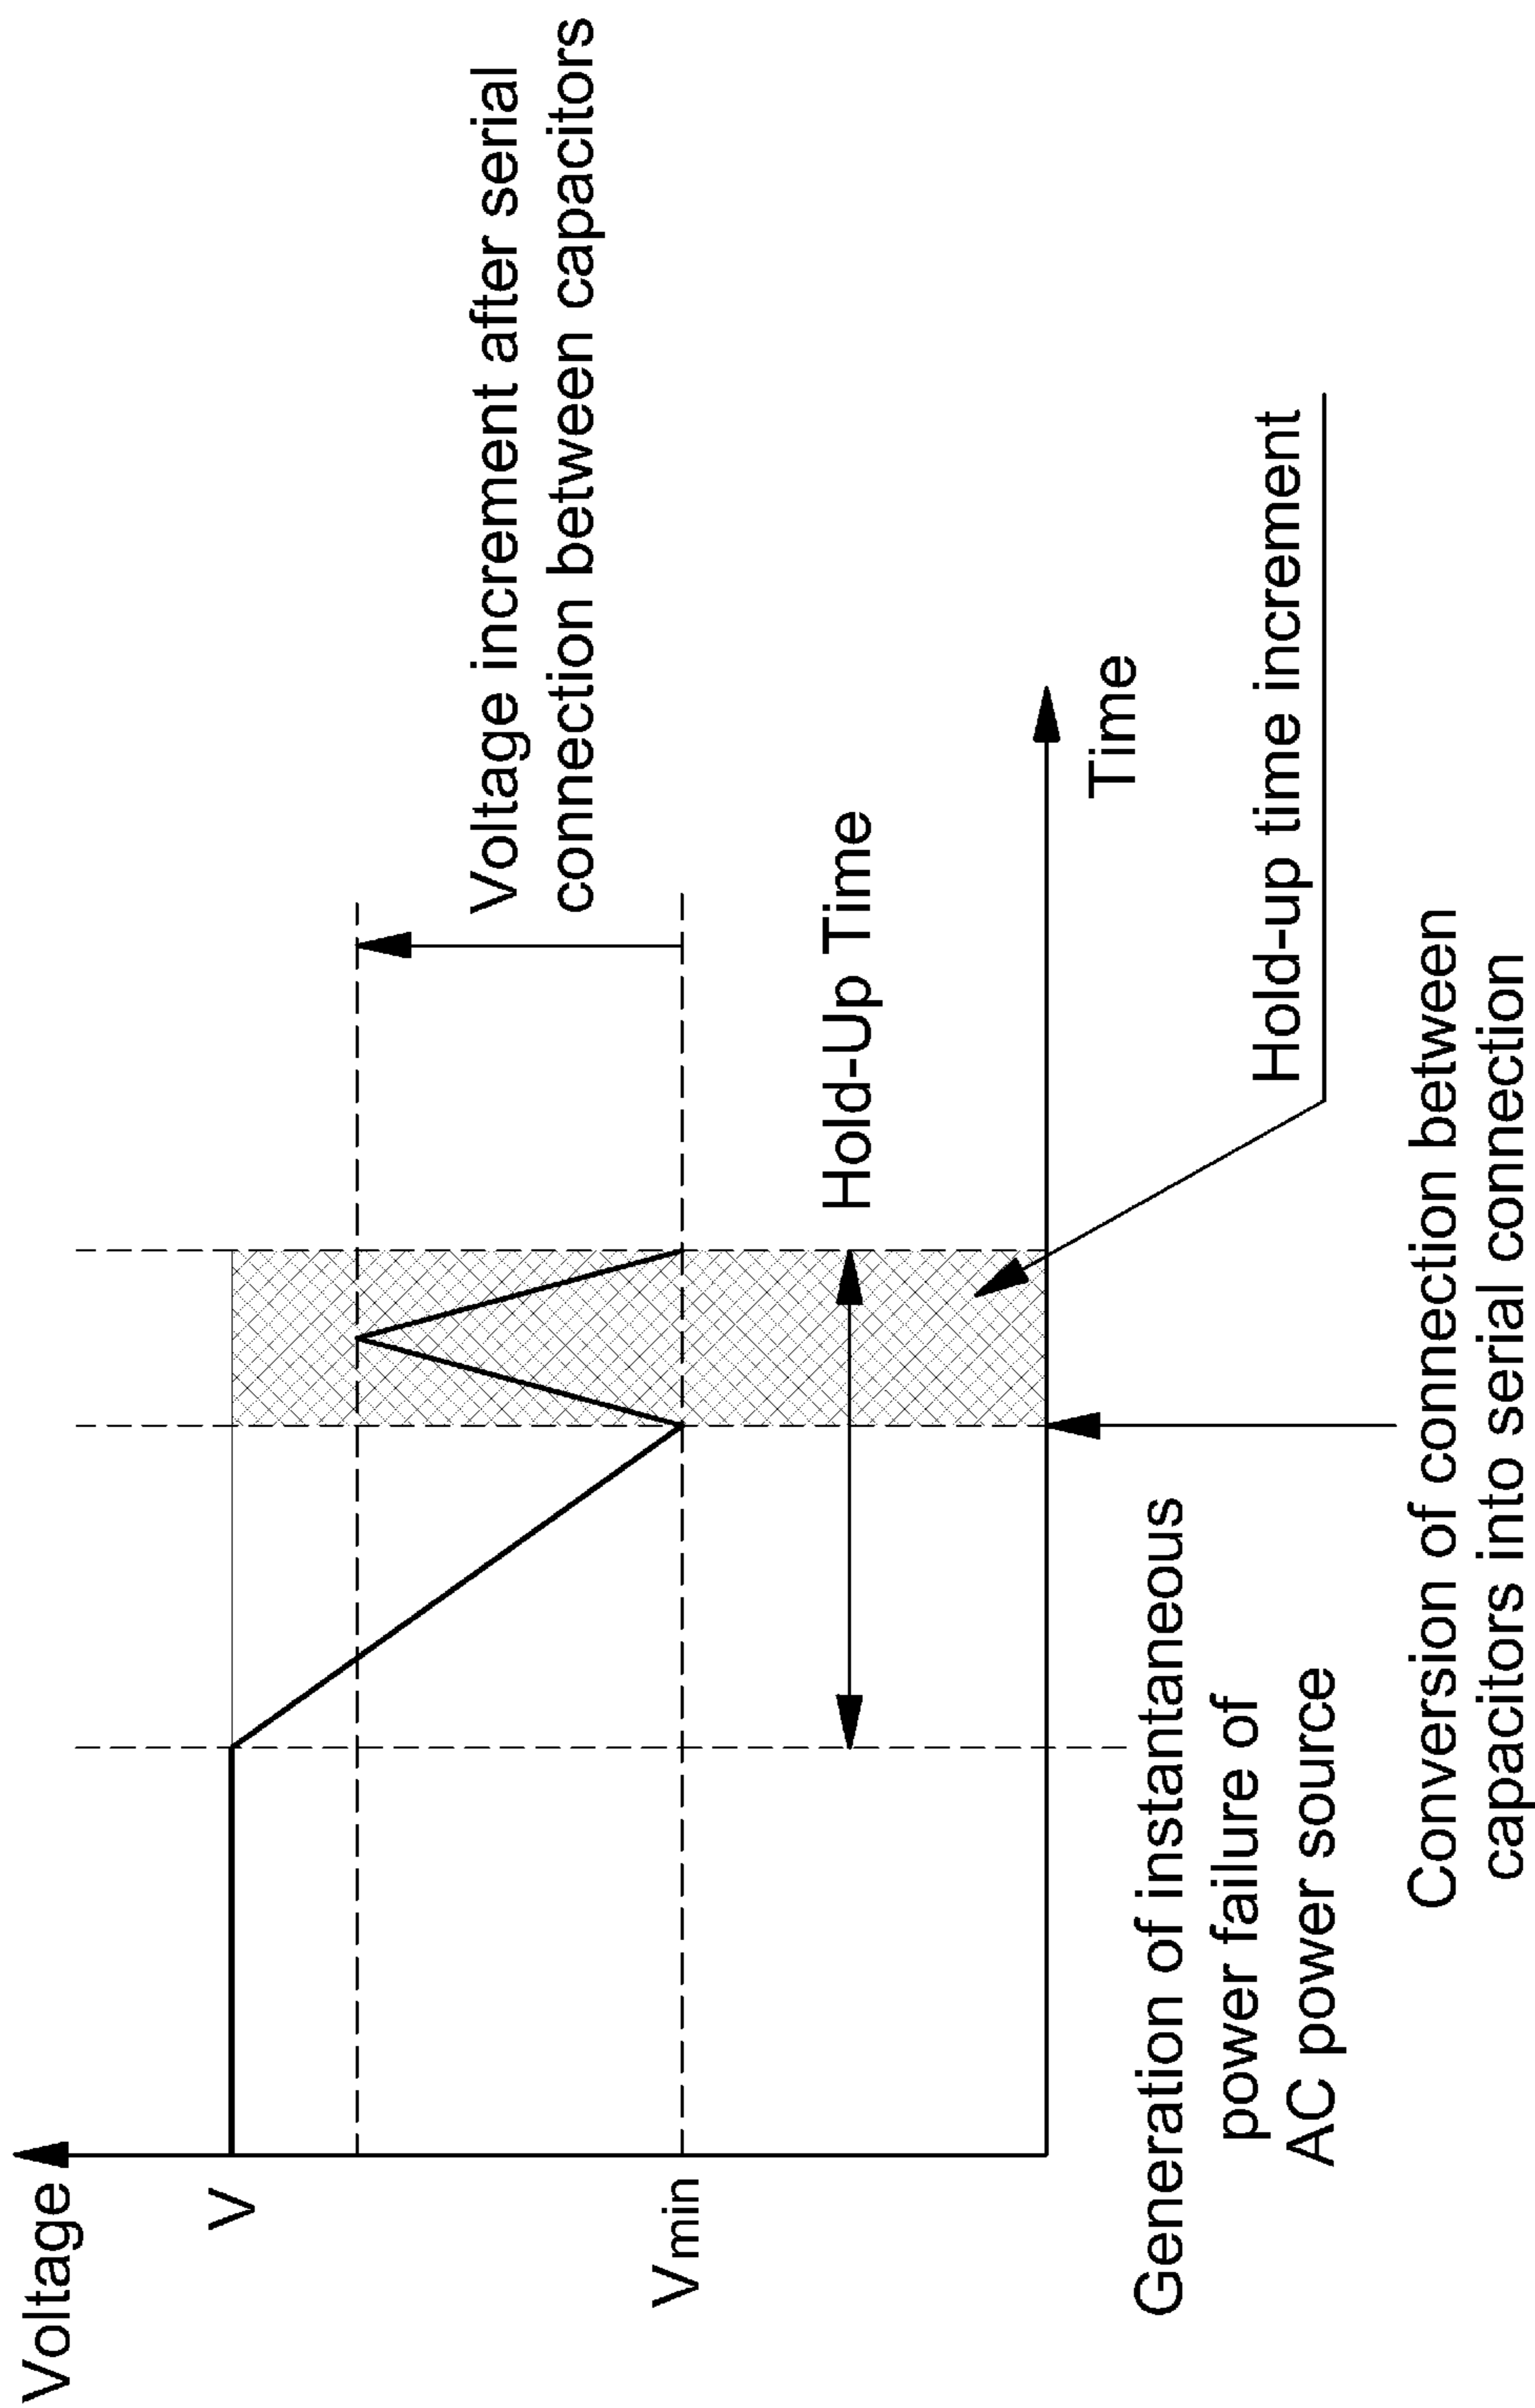 Voltage
V
Voltage increment after serial
connection between capacitors
Vmin
Hold-Up Time
Time
Generation of instantaneous
power failure of
AC power source
Hold-up time increment
Conversion of connection between
capacitors into serial connection